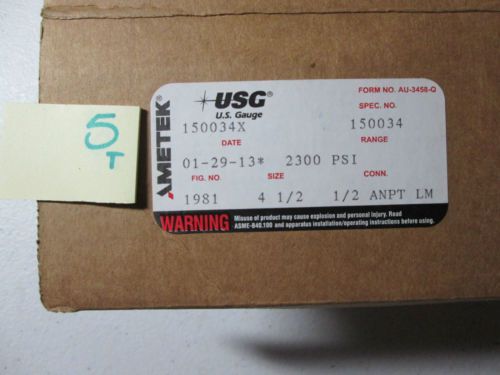 5
T
AMETEK
USG
U.S. Gauge
FORM NO. AU-3458-Q
SPEC. NO.
150034X 150034
DATE RANGE
01-29-13* 2300 PSI
FIG. NO. SIZE CONN.
1981 4 1/2 1/2 ANPT LM
WARNING
Misuse of product may cause explosion and personal injury. Read
ASME-B40.100 and apparatus installation/operating instructions before using.